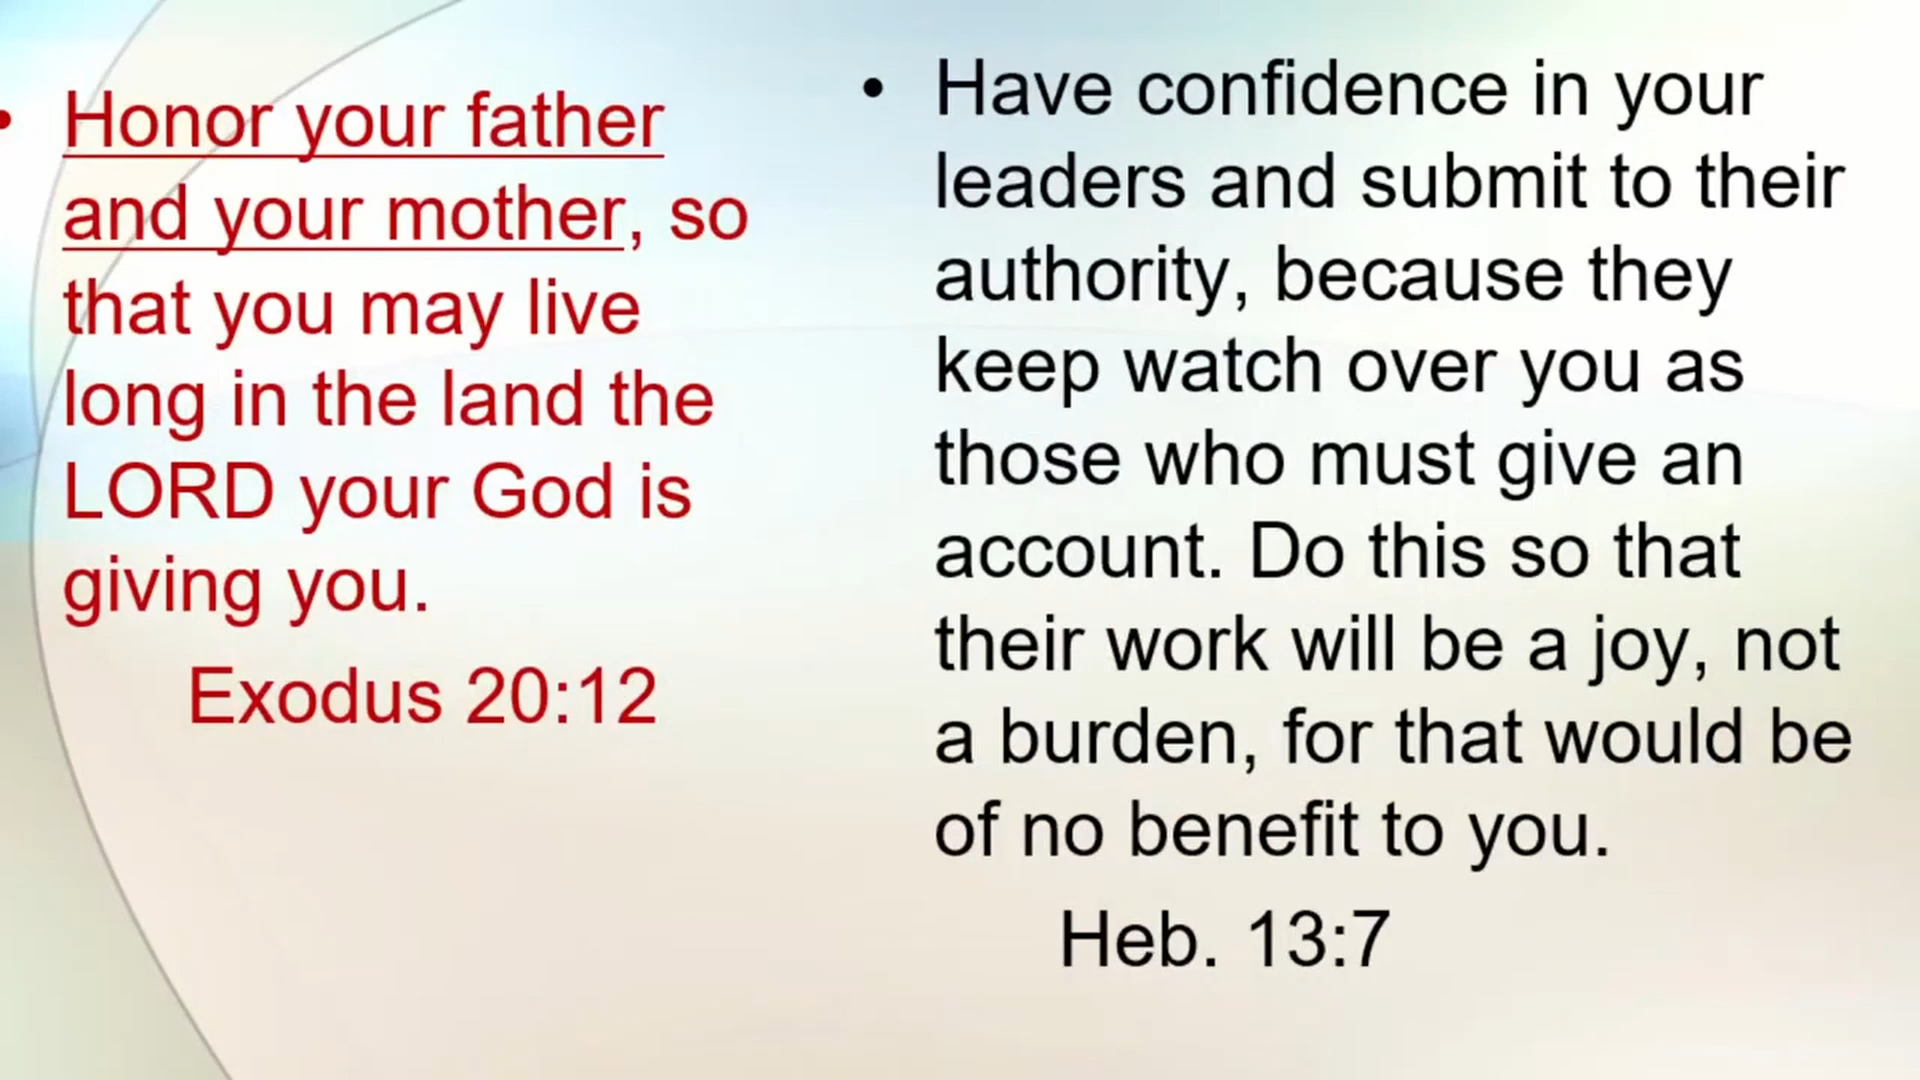 • Honor your father
and your mother, so
that you may live
long in the land the
LORD your God is
giving you.
Exodus 20:12
• Have confidence in your
leaders and submit to their
authority, because they
keep watch over you as
those who must give an
account. Do this so that
their work will be a joy, not
a burden, for that would be
of no benefit to you.
Heb. 13:7